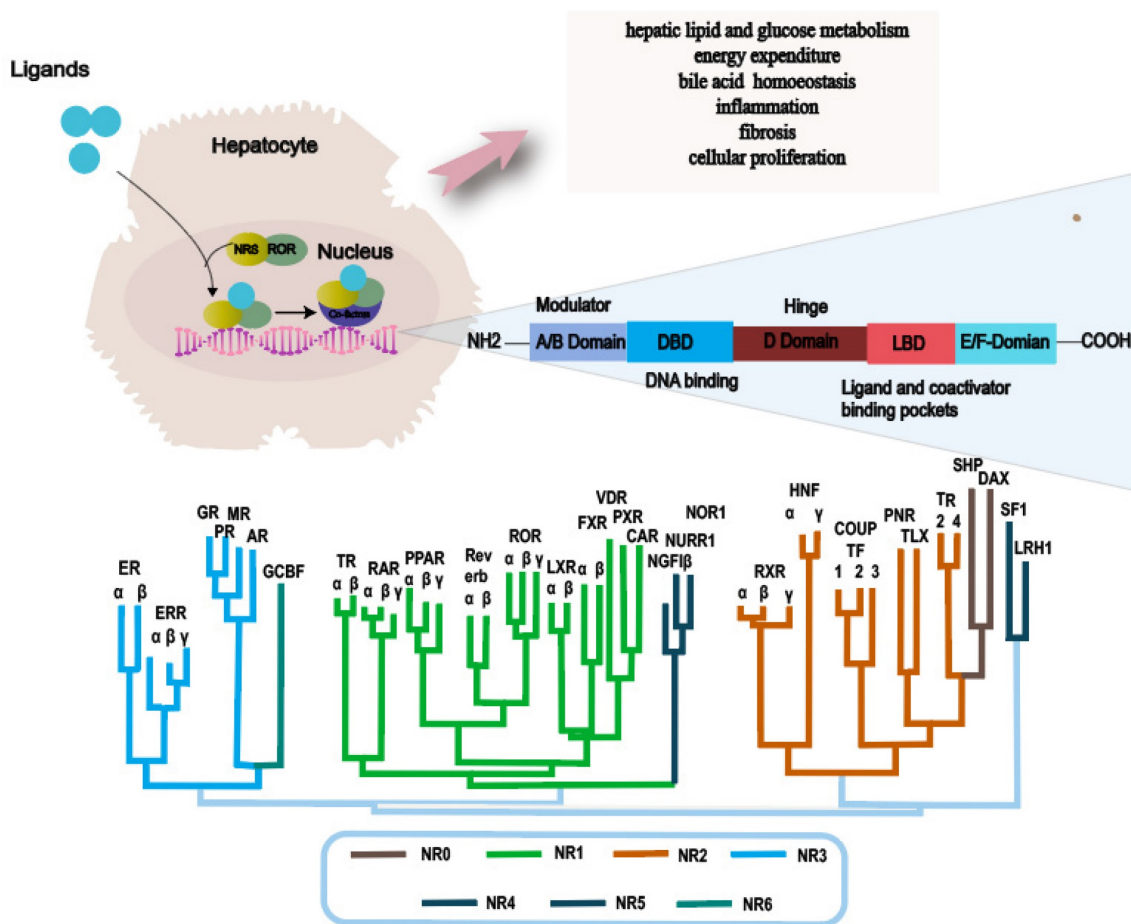 hepatic lipid and glucose metabolism
energy expenditure
bile acid homoeostasis
inflammation
fibrosis
cellular proliferation
Ligands
Hepatocyte
NRS ROR
Nucleus
Co-factors
Modulator
Hinge
NH2
A/B Domain
DBD
D Domain
LBD
E/F-Domian
COOH
DNA binding
Ligand and coactivator
binding pockets
ER
α β
ERR
α β γ
GR
PR
MR
AR
GCBF
TR
α β
RAR
α β γ
PPAR
α β γ
Rev
erb
α β
ROR
α β γ
LXR
α β
FXR
α β
VDR
PXR
CAR
NGFIβ
NURR1
NOR1
RXR
α β γ
HNF
α γ
COUP
TF
1 2 3
PNR
TLX
TR
2 4
SHP
DAX
SF1
LRH1
NR0
NR1
NR2
NR3
NR4
NR5
NR6